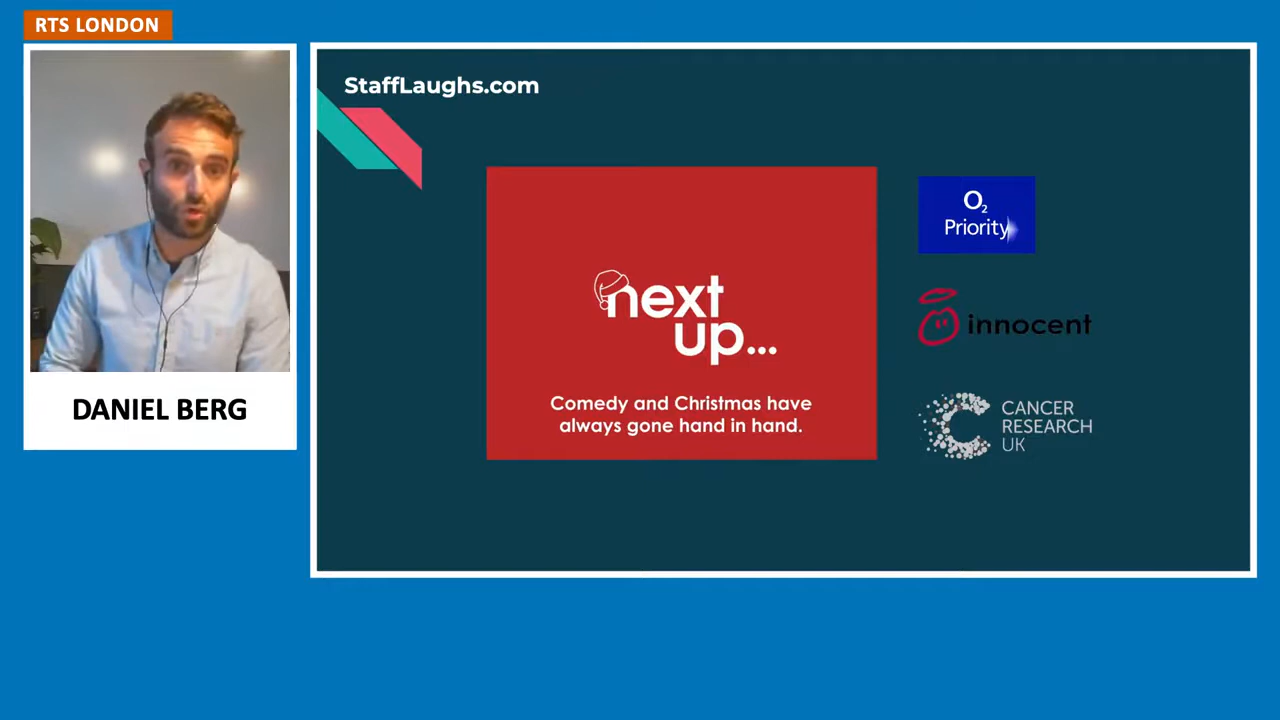 RTS LONDON
DANIEL BERG
StaffLaughs.com
next
up...
Comedy and Christmas have
always gone hand in hand.
O2
Priority
innocent
CANCER
RESEARCH
UK